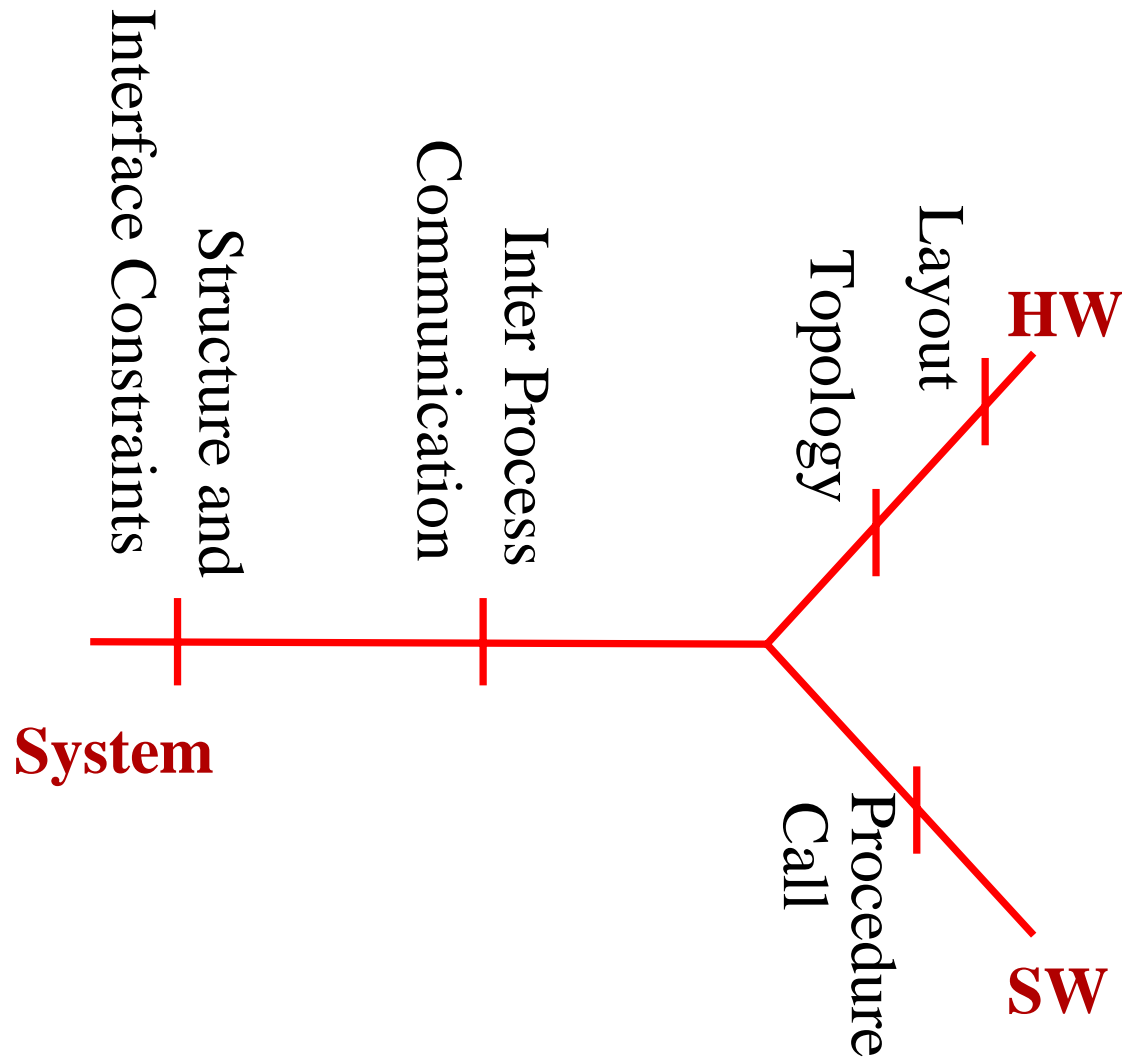 Structure and
Interface Constraints
Inter Process
Communication
Topology
Layout
HW
System
Procedure
Call
SW